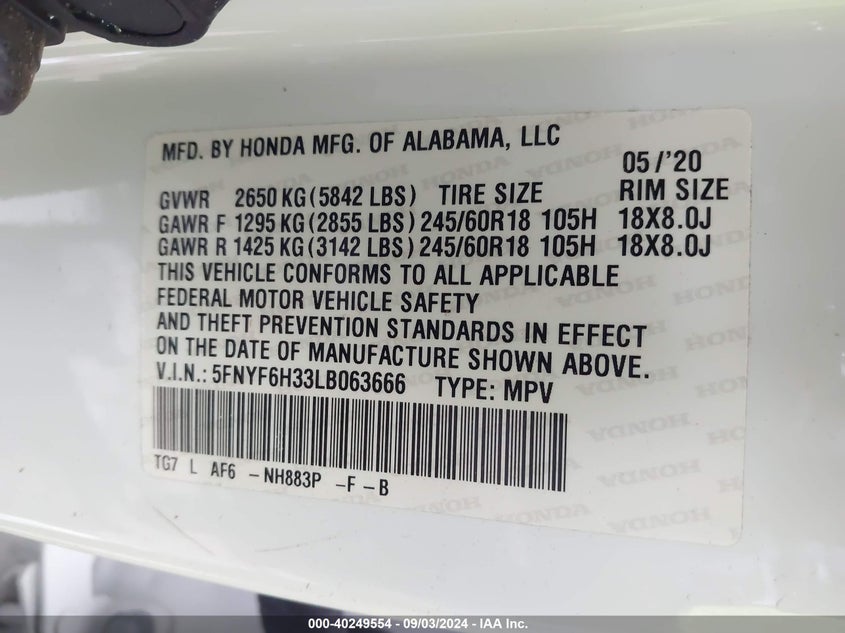 MFD. BY HONDA MFG. OF ALABAMA, LLC
05/'20
GVWR 2650 KG (5842 LBS) TIRE SIZE RIM SIZE
GAWR F 1295 KG (2855 LBS) 245/60R18 105H 18X8.0J
GAWR R 1425 KG (3142 LBS) 245/60R18 105H 18X8.0J
THIS VEHICLE CONFORMS TO ALL APPLICABLE
FEDERAL MOTOR VEHICLE SAFETY
AND THEFT PREVENTION STANDARDS IN EFFECT
ON THE DATE OF MANUFACTURE SHOWN ABOVE.
V.I.N.: 5FNYF6H33LB063666 TYPE: MPV
TG7 L AF6 -NH883P -F -B
HONDA HONDA HONDA
000-40249554 - 09/03/2024 - IAA Inc.